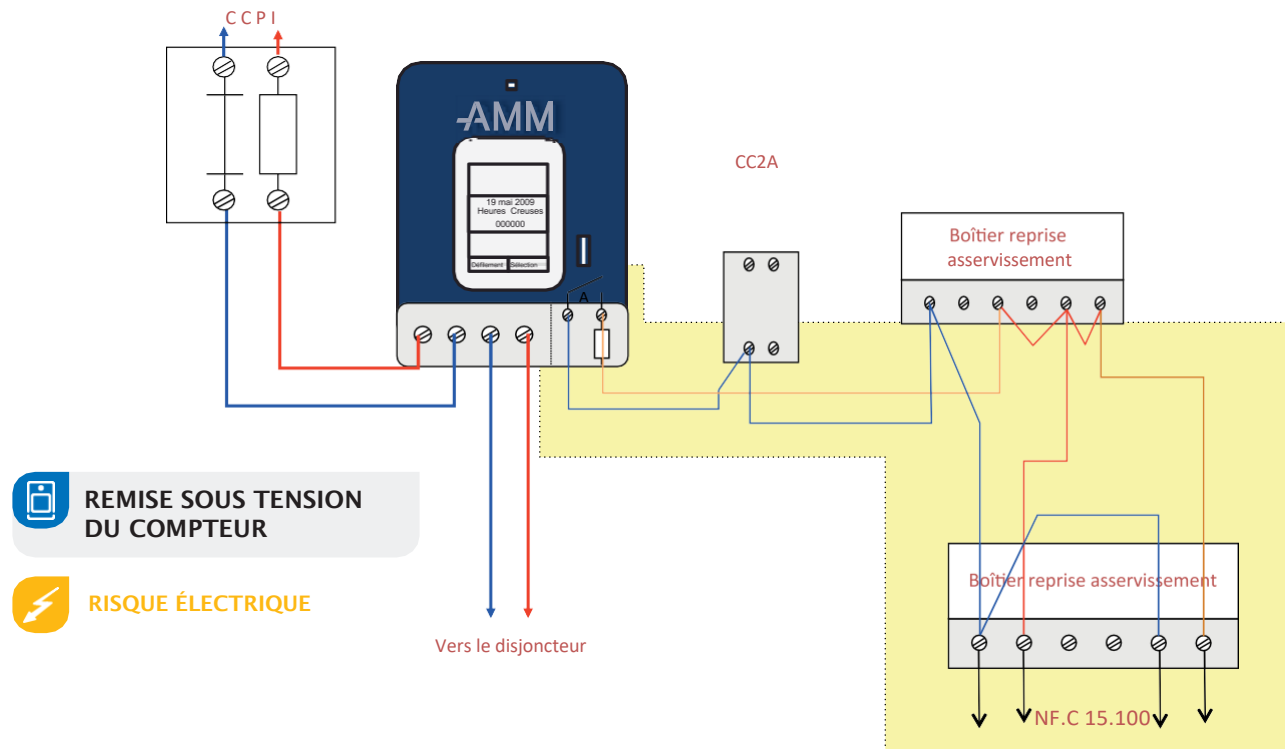 C C P I
AMM
19 mai 2009
Heures Creuses
000000
Défilement Sélection
A
CC2A
Boîtier reprise
asservissement
REMISE SOUS TENSION
DU COMPTEUR
RISQUE ÉLECTRIQUE
Vers le disjoncteur
Boîtier reprise asservissement
NF.C 15.100